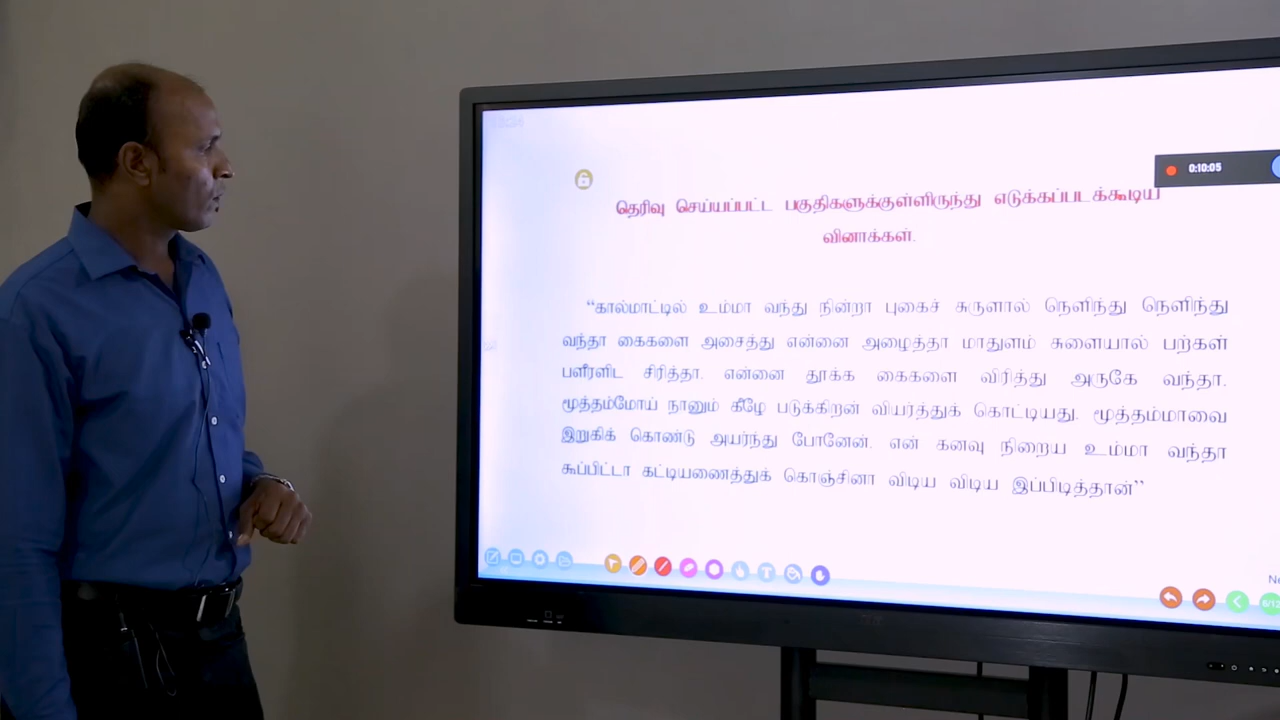 0:10:05
தெரிவு செய்யப்பட்ட பகுதிகளுக்குள்ளிருந்து எடுக்கப்படக்கூடிய
வினாக்கள்.
“கால்மாட்டில் உம்மா வந்து நின்றா புகைச் சுருளால் நெளிந்து நெளிந்து
வந்தா கைகளை அசைத்து என்னை அழைத்தா மாதுளம் சுளையால் பற்கள்
பளீரளிட சிரித்தா. என்னை தூக்க கைகளை விரித்து அருகே வந்தா.
மூத்தம்மோய் நானும் கீழே படுக்கிறன் வியர்த்துக் கொட்டியது. மூத்தம்மாவை
இறுகிக் கொண்டு அயர்ந்து போனேன். என் கனவு நிறைய உம்மா வந்தா
கூப்பிட்டா கட்டியணைத்துக் கொஞ்சினா விடிய விடிய இப்பிடித்தான்”